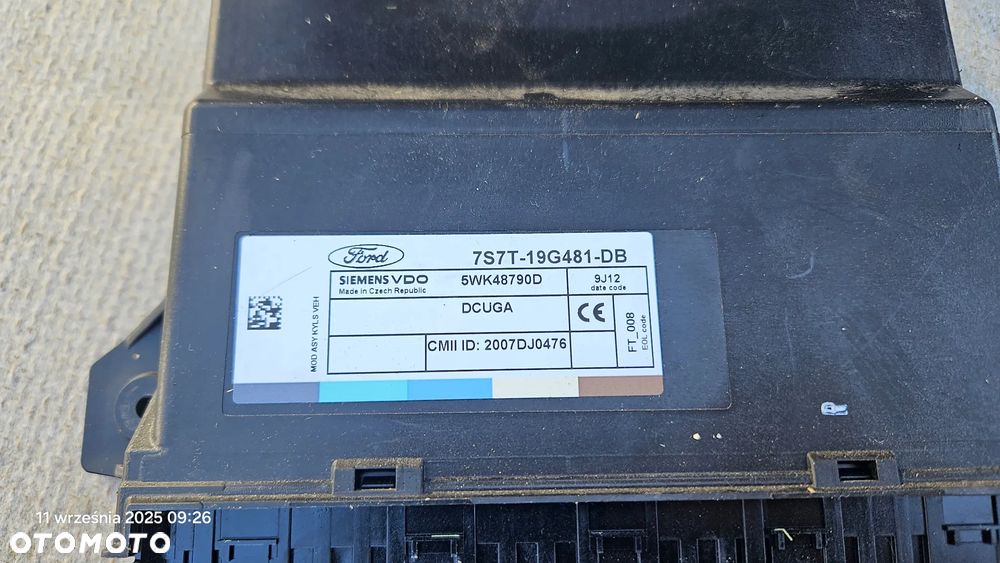 Ford
7S7T-19G481-DB
SIEMENS VDO
Made in Czech Republic
5WK48790D
9J12
date code
DCUGA
CE
MOD ASY KYLS VEH
CMII ID: 2007DJ0476
FT_008
EOL code
11 września 2025 09:26
OTOMOTO